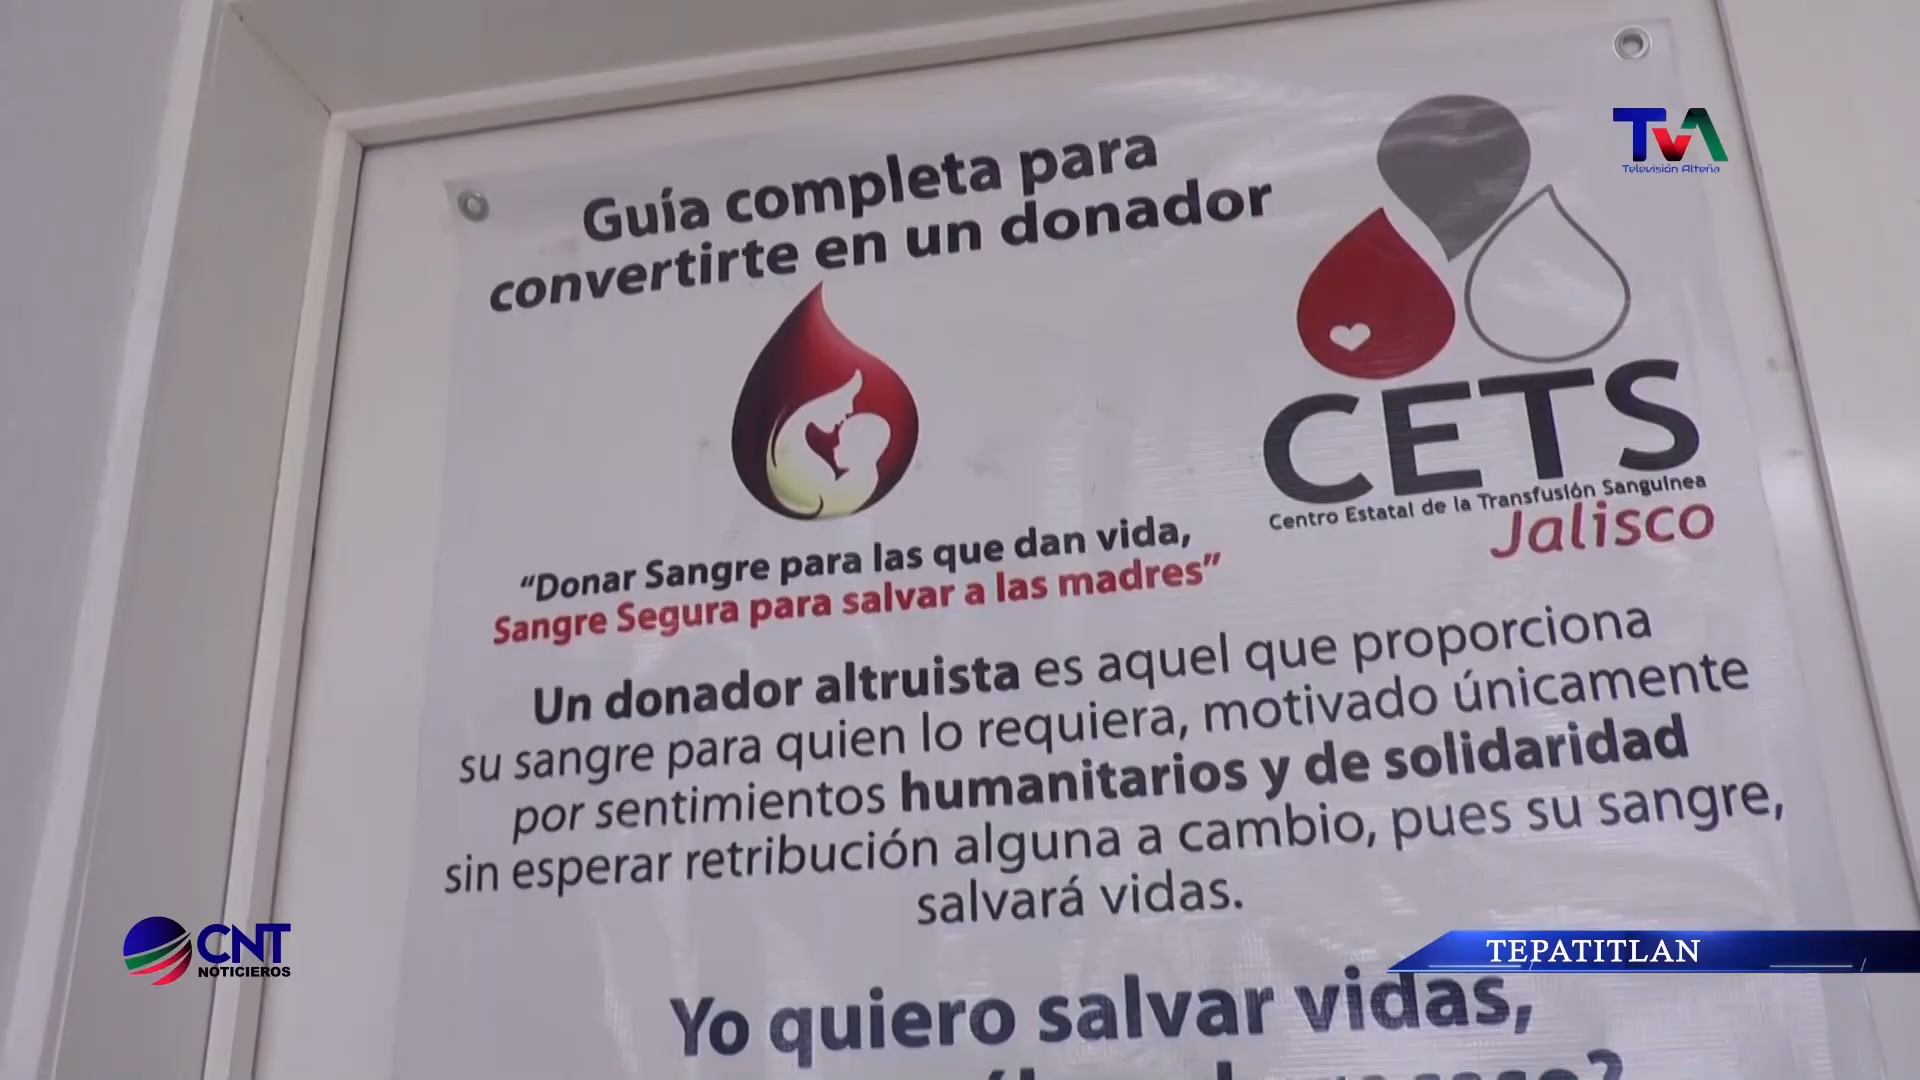 Guía completa para
convertirte en un donador
TVA
Televisión Alteña
CETS
Centro Estatal de la Transfusión Sanguínea
Jalisco
“Donar Sangre para las que dan vida,
Sangre Segura para salvar a las madres”
Un donador altruista es aquel que proporciona
su sangre para quien lo requiera, motivado únicamente
por sentimientos humanitarios y de solidaridad
sin esperar retribución alguna a cambio, pues su sangre,
salvará vidas.
CNT
NOTICIEROS
TEPATITLAN
Yo quiero salvar vidas,